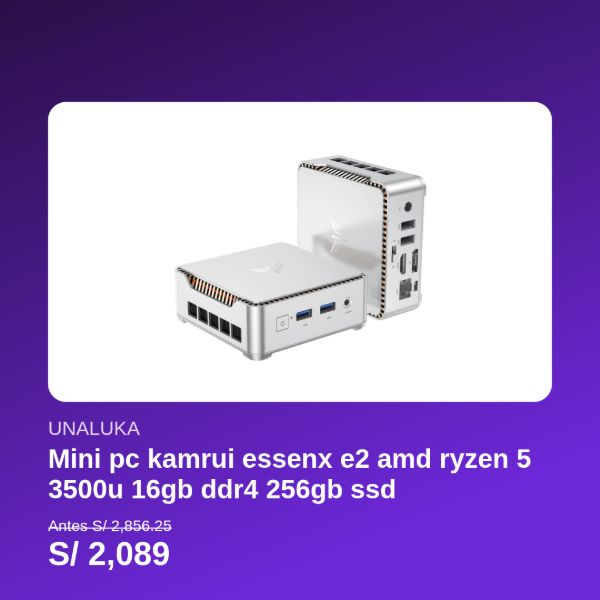 UNALUKA
Mini pc kamrui essenx e2 amd ryzen 5
3500u 16gb ddr4 256gb ssd
Antes S/ 2,856.25
S/ 2,089